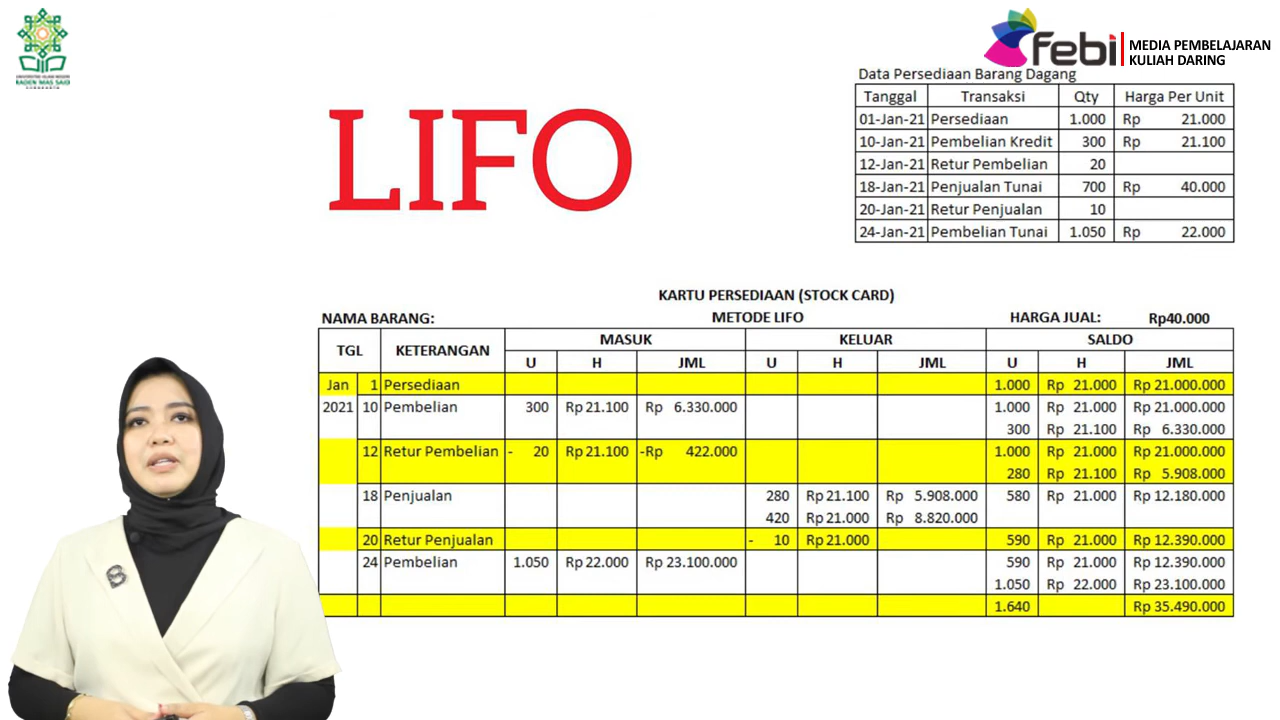 UNIVERSITAS ISLAM NEGERI
RADEN MAS SAID
SURAKARTA
febi
MEDIA PEMBELAJARAN
KULIAH DARING
LIFO
Data Persediaan Barang Dagang
Tanggal Transaksi Qty Harga Per Unit
01-Jan-21 Persediaan 1.000 Rp 21.000
10-Jan-21 Pembelian Kredit 300 Rp 21.100
12-Jan-21 Retur Pembelian 20
18-Jan-21 Penjualan Tunai 700 Rp 40.000
20-Jan-21 Retur Penjualan 10
24-Jan-21 Pembelian Tunai 1.050 Rp 22.000
KARTU PERSEDIAAN (STOCK CARD)
NAMA BARANG: METODE LIFO HARGA JUAL: Rp40.000
TGL KETERANGAN MASUK KELUAR SALDO
U H JML U H JML U H JML
Jan 1 Persediaan 1.000 Rp 21.000 Rp 21.000.000
2021 10 Pembelian 300 Rp 21.100 Rp 6.330.000 1.000 Rp 21.000 Rp 21.000.000
300 Rp 21.100 Rp 6.330.000
12 Retur Pembelian - 20 Rp 21.100 -Rp 422.000 1.000 Rp 21.000 Rp 21.000.000
280 Rp 21.100 Rp 5.908.000
18 Penjualan 280 Rp 21.100 Rp 5.908.000 580 Rp 21.000 Rp 12.180.000
420 Rp 21.000 Rp 8.820.000
20 Retur Penjualan - 10 Rp 21.000 590 Rp 21.000 Rp 12.390.000
24 Pembelian 1.050 Rp 22.000 Rp 23.100.000 590 Rp 21.000 Rp 12.390.000
1.050 Rp 22.000 Rp 23.100.000
1.640 Rp 35.490.000